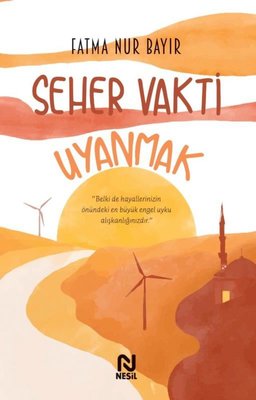 FATMA NUR BAYIR
SEHER VAKTİ
UYANMAK
"Belki de hayallerinizin
önündeki en büyük engel uyku
alışkanlığınızdır."
NESİL